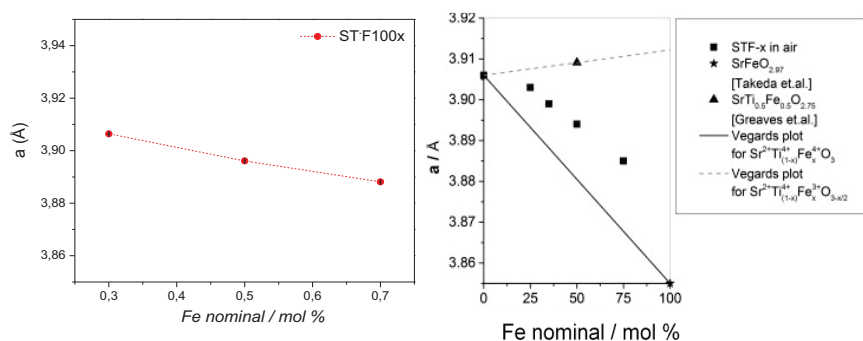 3,94
3,92
3,90
3,88
3,86
a (Å)
ST·F100x
0,3 0,4 0,5 0,6 0,7
Fe nominal / mol %
3.92
3.91
3.90
3.89
3.88
3.87
3.86
a / Å
0 25 50 75 100
Fe nominal / mol %
STF-x in air
SrFeO2.97
[Takeda et.al.]
SrTi0.5Fe0.5O2.75
[Greaves et.al.]
Vegards plot
for Sr2+Ti4+(1-x)Fe4+xO3
Vegards plot
for Sr2+Ti4+(1-x)Fe3+xO3-x/2